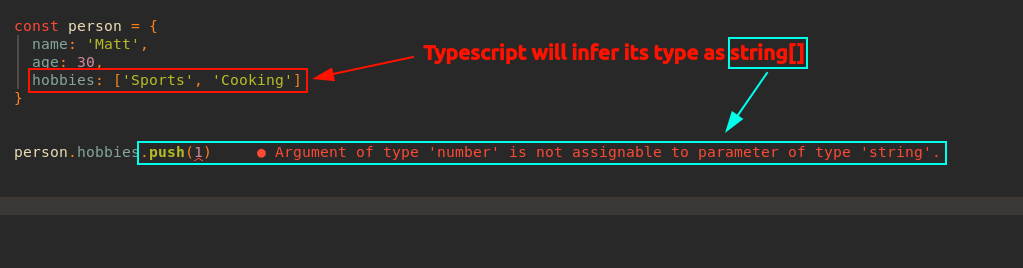 const person = {
name: 'Matt',
Typescript will infer its type as string[]
age: 30,
hobbies: ['Sports', 'Cooking']
}
person.hobbies.push(1) ● Argument of type 'number' is not assignable to parameter of type 'string'.